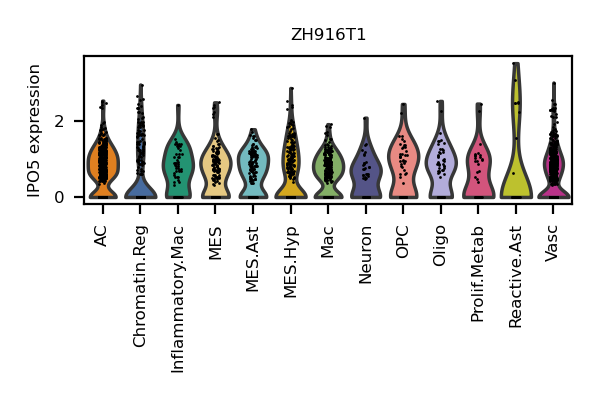 ZH916T1
IPO5 expression
2
0
AC
Chromatin.Reg
Inflammatory.Mac
MES
MES.Ast
MES.Hyp
Mac
Neuron
OPC
Oligo
Prolif.Metab
Reactive.Ast
Vasc